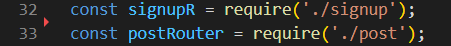 32 const signupR = require('./signup');
33 const postRouter = require('./post');